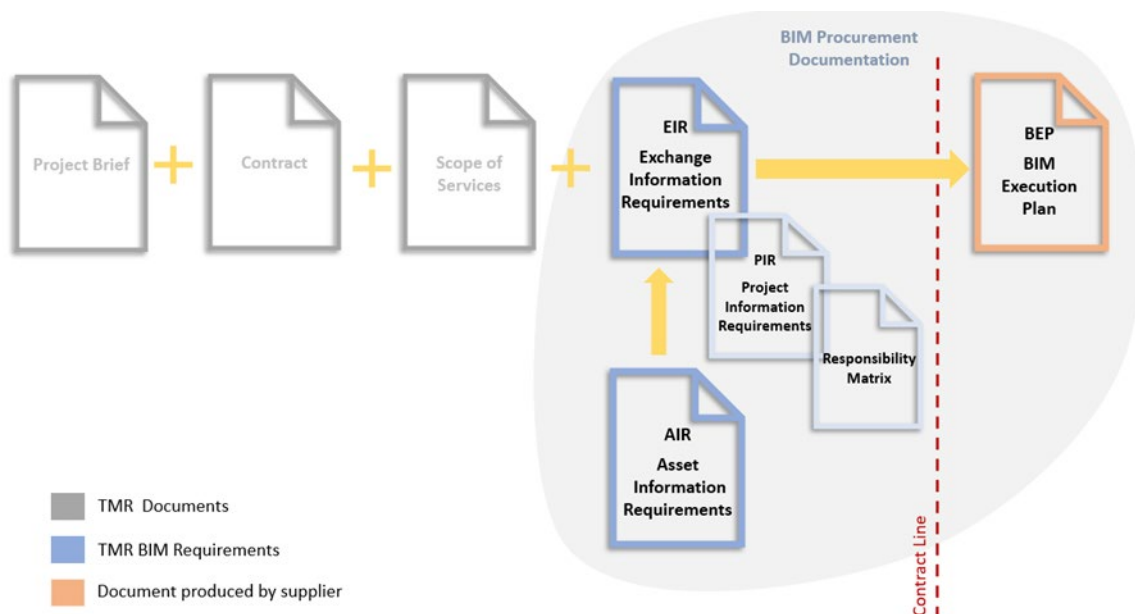 BIM Procurement
Documentation
Project Brief
Contract
Scope of
Services
EIR
Exchange
Information
Requirements
BEP
BIM
Execution
Plan
PIR
Project
Information
Requirements
Responsibility
Matrix
AIR
Asset
Information
Requirements
Contract Line
TMR Documents
TMR BIM Requirements
Document produced by supplier